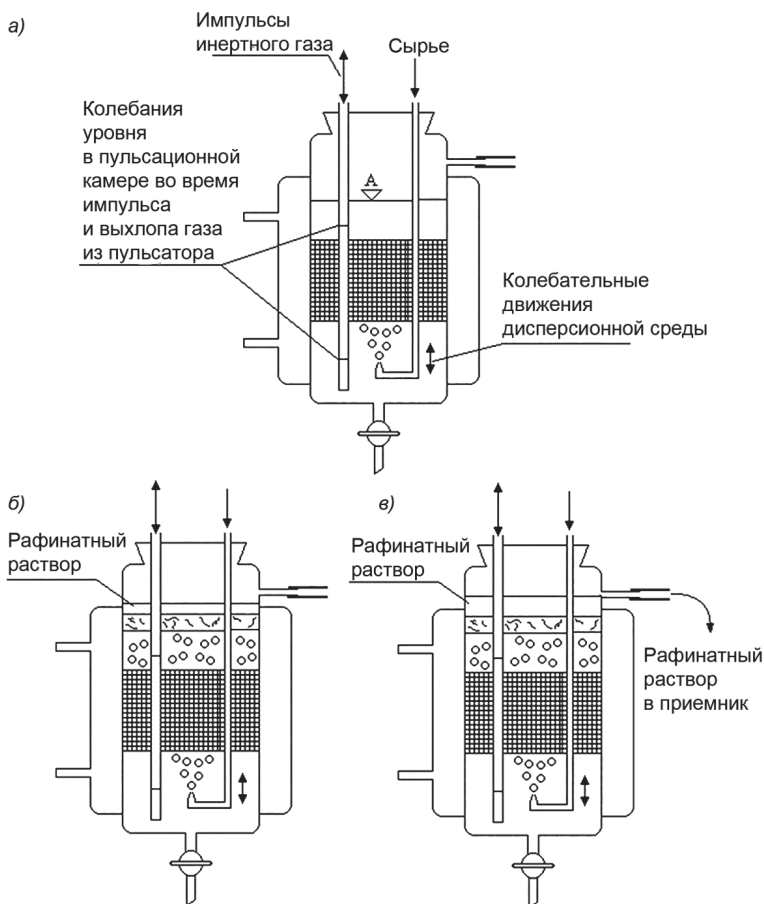 а)
Импульсы
инертного газа
Сырье
Колебания
уровня
в пульсационной
камере во время
импульса
и выхлопа газа
из пульсатора
А
Колебательные
движения
дисперсионной среды
б)
Рафинатный
раствор
в)
Рафинатный
раствор
Рафинатный
раствор
в приемник